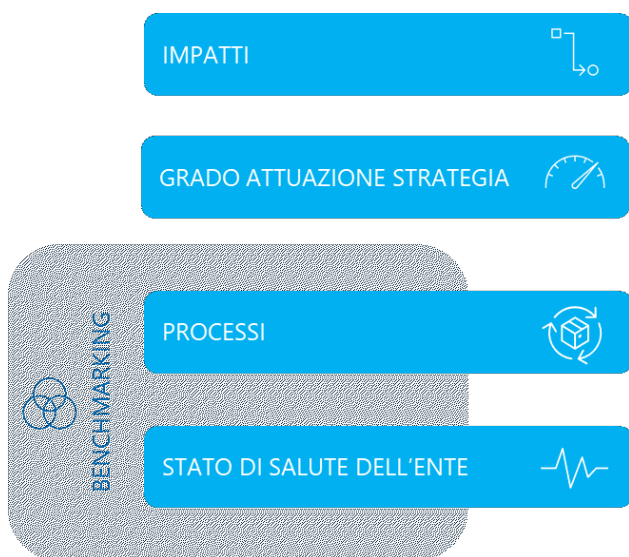 IMPATTI
GRADO ATTUAZIONE STRATEGIA
BENCHMARKING
PROCESSI
STATO DI SALUTE DELL'ENTE